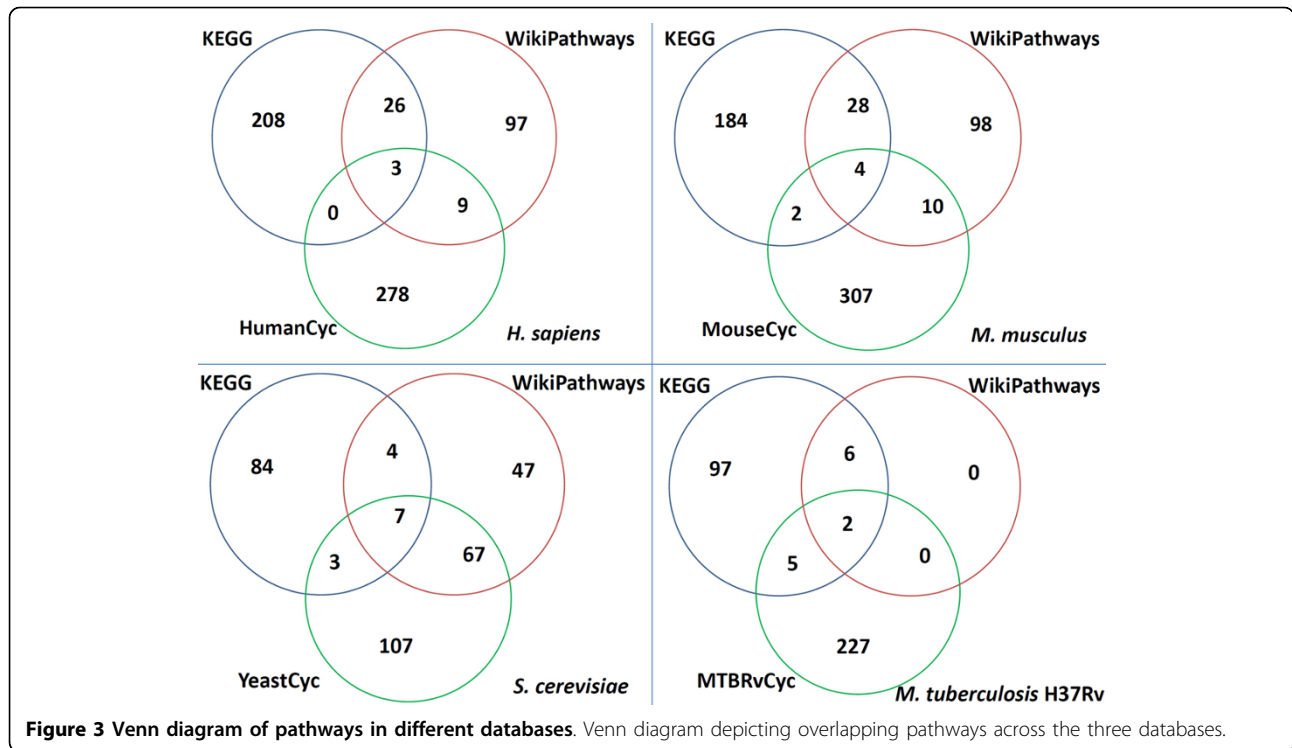 KEGG
WikiPathways
208
26
97
3
0
9
278
HumanCyc
H. sapiens
KEGG
WikiPathways
184
28
98
4
2
10
307
MouseCyc
M. musculus
KEGG
WikiPathways
84
4
47
7
3
67
107
YeastCyc
S. cerevisiae
KEGG
WikiPathways
97
6
0
2
5
0
227
MTBRvCyc
M. tuberculosis H37Rv
Figure 3 Venn diagram of pathways in different databases. Venn diagram depicting overlapping pathways across the three databases.